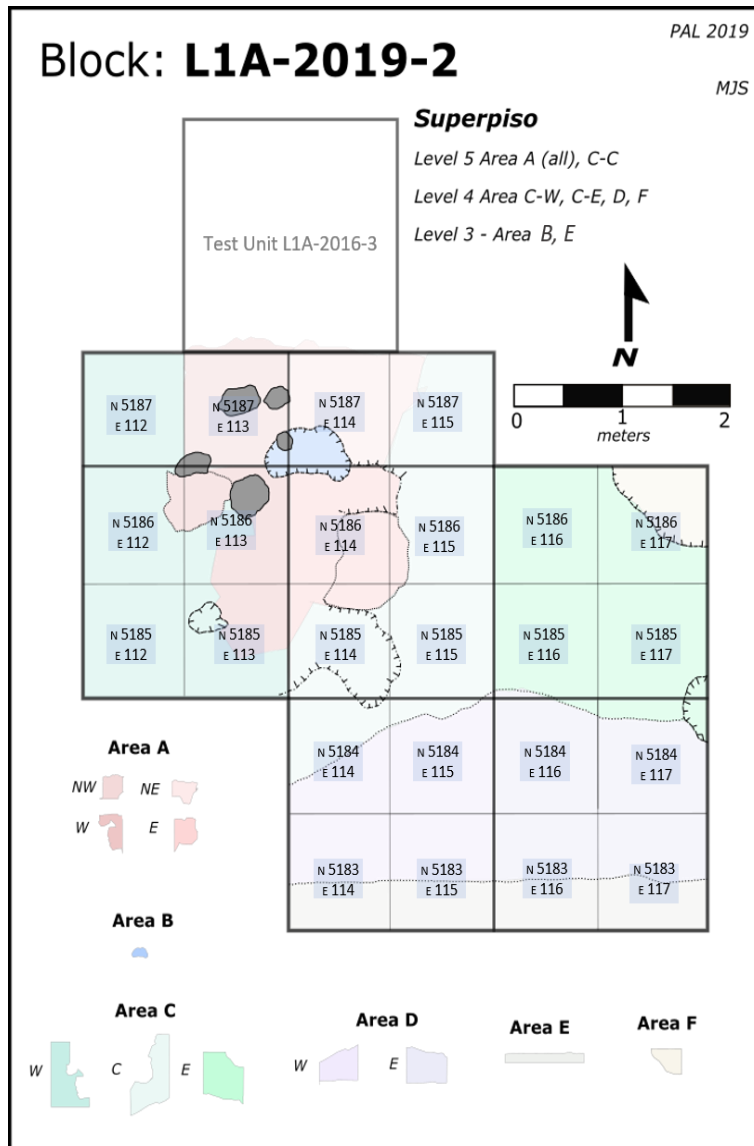 PAL 2019
Block: L1A-2019-2
MJS
Superpiso
Level 5 Area A (all), C-C
Level 4 Area C-W, C-E, D, F
Level 3 - Area B, E
Test Unit L1A-2016-3
N
0 1 2
meters
N 5187 N 5187 N 5187 N 5187
E 112 E 113 E 114 E 115
N 5186 N 5186 N 5186 N 5186 N 5186 N 5186
E 112 E 113 E 114 E 115 E 116 E 117
N 5185 N 5185 N 5185 N 5185 N 5185 N 5185
E 112 E 113 E 114 E 115 E 116 E 117
N 5184 N 5184 N 5184 N 5184
E 114 E 115 E 116 E 117
N 5183 N 5183 N 5183 N 5183
E 114 E 115 E 116 E 117
Area A
NW NE
W E
Area B
Area C
W C E
Area D
W E
Area E
Area F